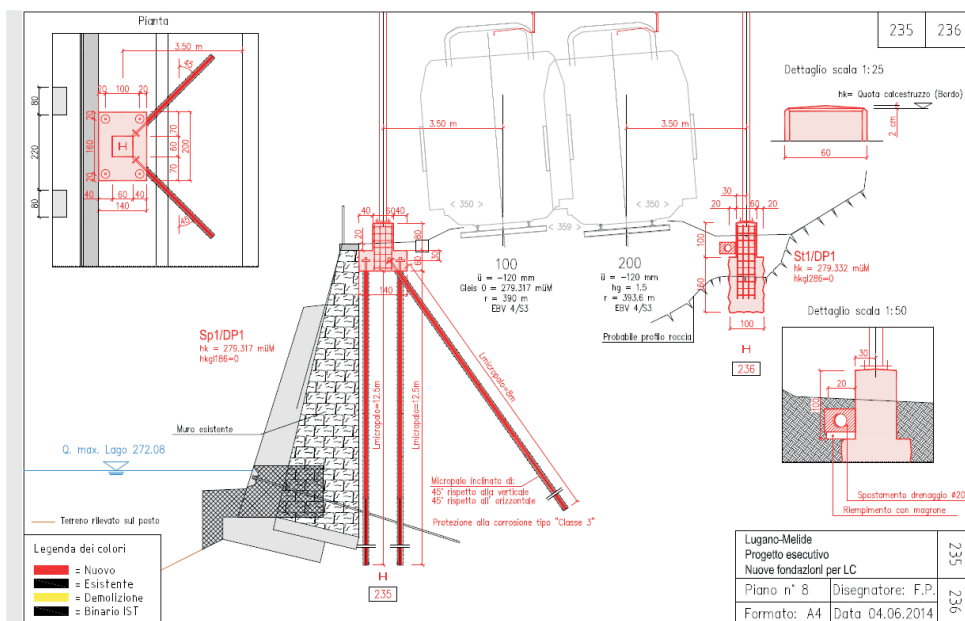 Pianta
3.50 m
45
20
100
20
80
20
70
220
160
60
200
H
70
20
80
40
60
40
140
45
3.50 m
3.50 m
235
236
Dettaglio scala 1:25
hk= Quota calcestruzzo (Bordo)
2 cm
60
< 350 >
< 359 >
< 350 >
40
60
40
20
80
60
30
140
100
ü = -120 mm
Gleis 0 = 279.317 müM
r = 390 m
EBV 4/S3
200
ü = -120 mm
hg = 1.5
r = 393.6 m
EBV 4/S3
30
20
60
20
100
160
100
H
236
St1/DP1
hk = 279.332 müM
hkgl286=0
Probabile profilo roccia
Dettaglio scala 1:50
30
20
100
Spostamento drenaggio ø20
Riempimento con magrone
Sp1/DP1
hk = 279.317 müM
hkgl186=0
Lmicropalo=12.5m
Lmicropalo=12.5m
Lmicropalo=8m
Muro esistente
Q. max. Lago 272.08
Micropalo inclinato di:
45° rispetto alla verticale
45° rispetto all' orizzontale
Protezione alla corrosione tipo "Classe 3"
Terreno rilevato sul posto
H
235
Legenda dei colori
= Nuovo
= Esistente
= Demolizione
= Binario IST
Lugano-Melide
Progetto esecutivo
Nuove fondazioni per LC
Piano n° 8
Disegnatore: F.P.
Formato: A4
Data 04.06.2014
235
236